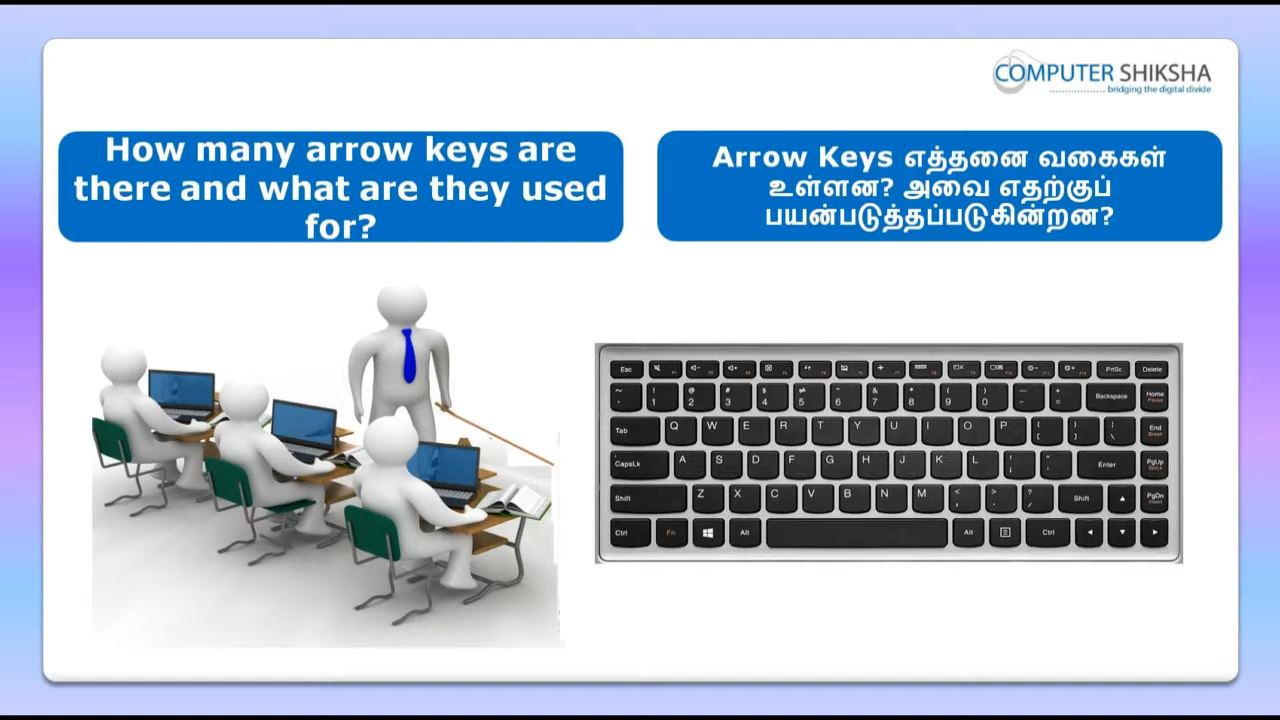 COMPUTER SHIKSHA
bridging the digital divide
How many arrow keys are
there and what are they used
for?
Arrow Keys எத்தனை வகைகள்
உள்ளன? அவை எதற்குப்
பயன்படுத்தப்படுகின்றன?
Esc PrtSc Delete
~ ! 1 @ 2 # 3 $ 4 5 ^ 6 & 7 * 8 ( 9 ) 0 Backspace Home
Tab Q W E R T Y U I O P { [ } ] | \ End
CapsLk A S D F G H J K L : ; " ' Enter PgUp
Shift Z X C V B N M < , > . ? / Shift ▲ PgDn
Ctrl Fn Alt Alt Ctrl ◄ ▼ ►